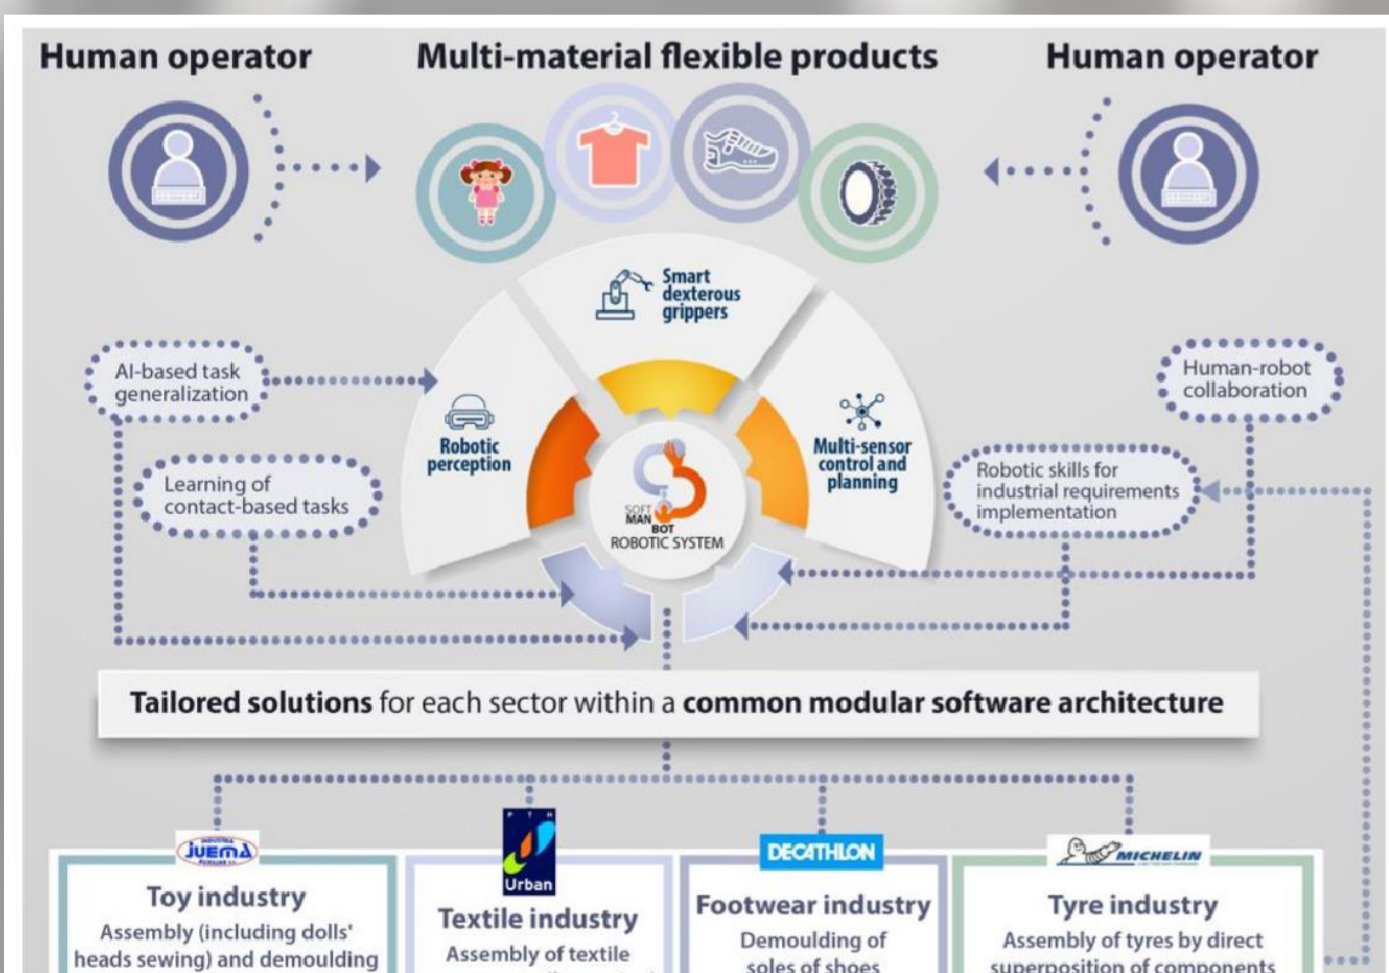 Human operator
Multi-material flexible products
Human operator
Smart
dexterous
grippers
AI-based task
generalization
Human-robot
collaboration
Robotic
perception
Multi-sensor
control and
planning
Learning of
contact-based tasks
Robotic skills for
industrial requirements
implementation
SOFT
MAN
BOT
ROBOTIC SYSTEM
Tailored solutions for each sector within a common modular software architecture
JUEMA
Toy industry
Assembly (including dolls'
heads sewing) and demoulding
P T H
Urban
Textile industry
Assembly of textile
DECATHLON
Footwear industry
Demoulding of
soles of shoes
MICHELIN
Tyre industry
Assembly of tyres by direct
superposition of components